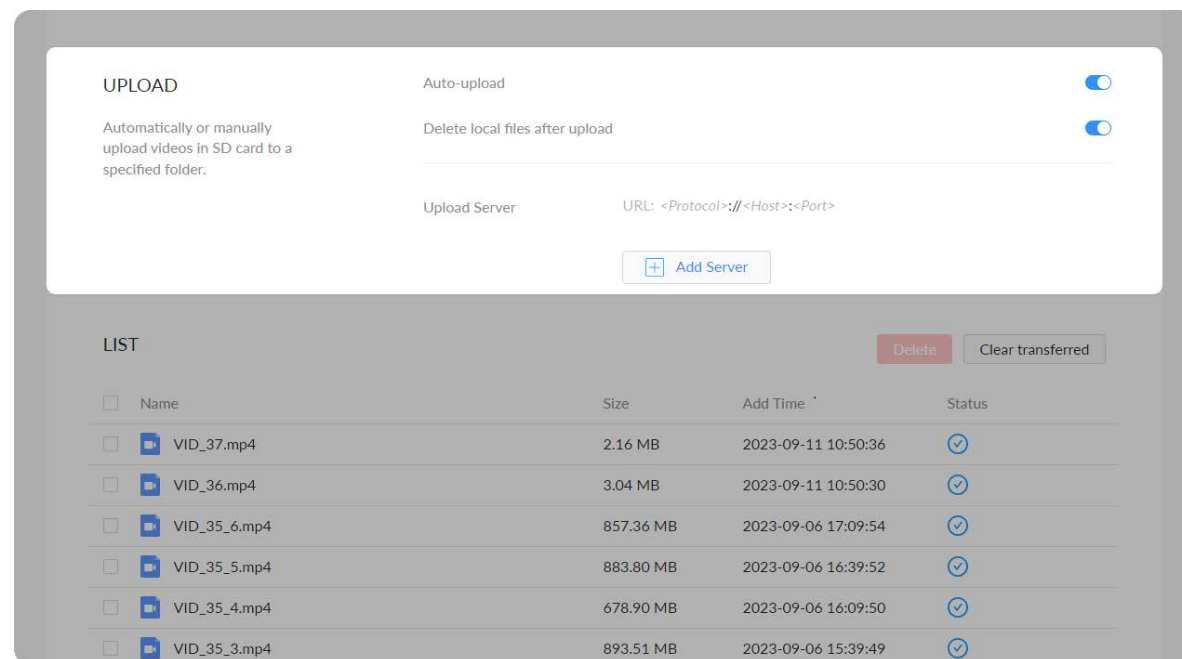 UPLOAD
Auto-upload
Automatically or manually
upload videos in SD card to a
specified folder.
Delete local files after upload
Upload Server URL: <Protocol>://<Host>:<Port>
Add Server
LIST
Delete Clear transferred
Name Size Add Time Status
VID_37.mp4 2.16 MB 2023-09-11 10:50:36
VID_36.mp4 3.04 MB 2023-09-11 10:50:30
VID_35_6.mp4 857.36 MB 2023-09-06 17:09:54
VID_35_5.mp4 883.80 MB 2023-09-06 16:39:52
VID_35_4.mp4 678.90 MB 2023-09-06 16:09:50
VID_35_3.mp4 893.51 MB 2023-09-06 15:39:49